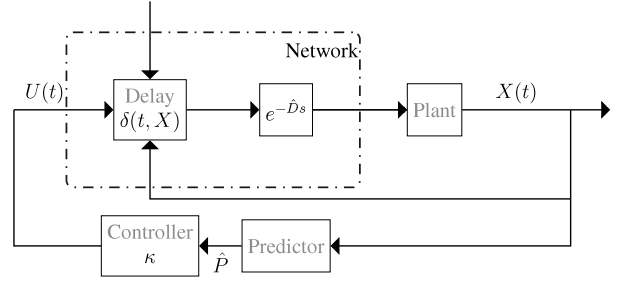 Network
U(t)
Delay
δ(t, X)
e^{-D̂s}
Plant
X(t)
Controller
κ
P̂
Predictor